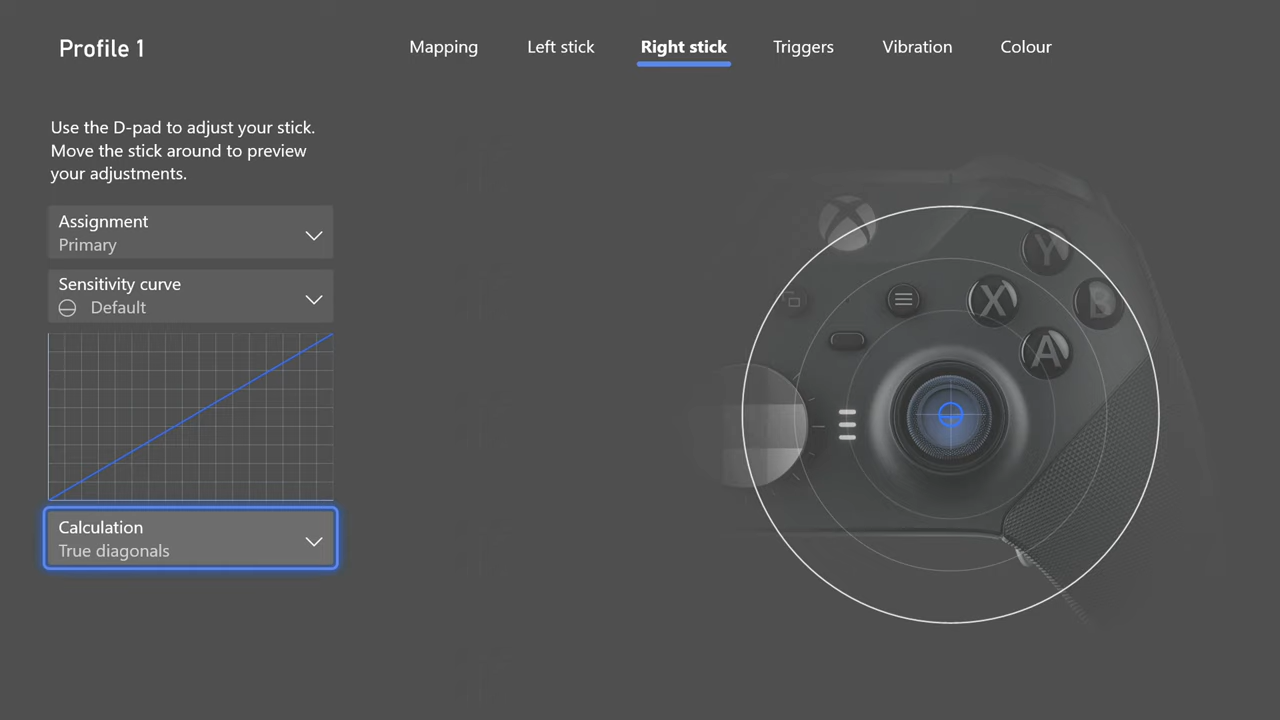 Profile 1
Mapping
Left stick
Right stick
Triggers
Vibration
Colour
Use the D-pad to adjust your stick.
Move the stick around to preview
your adjustments.
Assignment
Primary
Sensitivity curve
Default
Calculation
True diagonals
Y
X
B
A